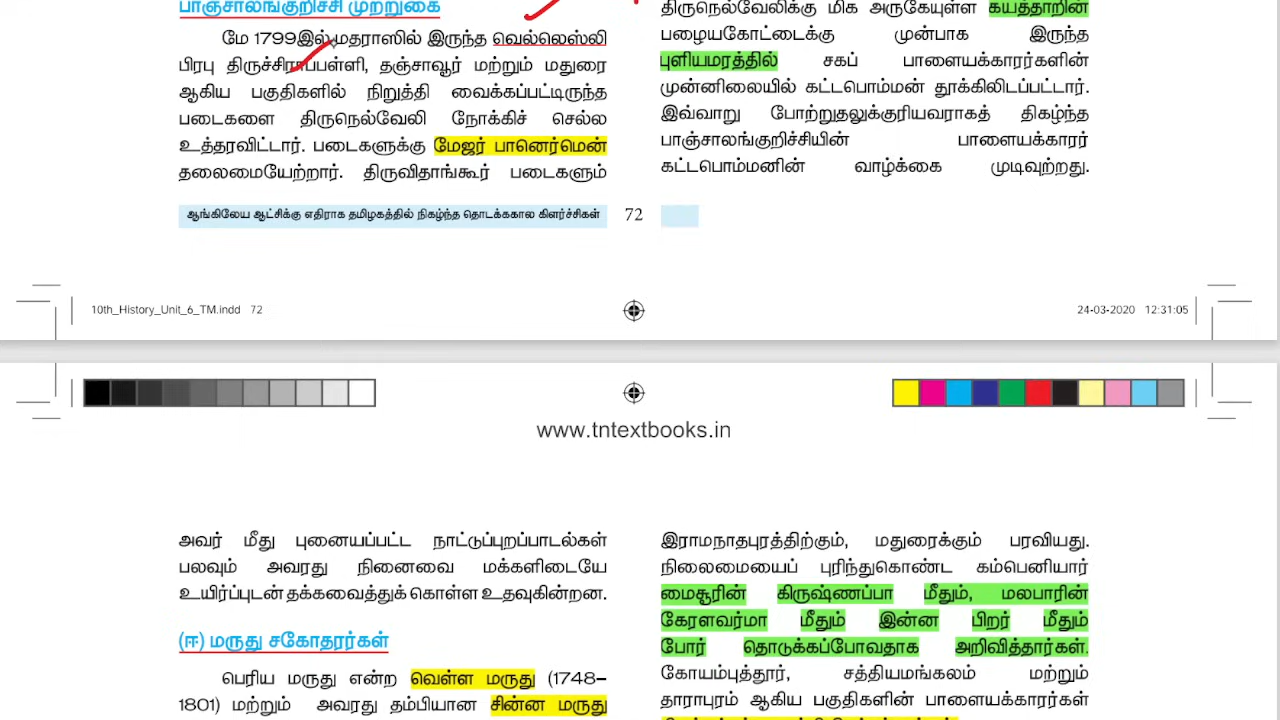 பாஞ்சாலங்குறிச்சி முற்றுகை
மே 1799இல் மதராஸில் இருந்த வெல்லெஸ்லி
பிரபு திருச்சிராப்பள்ளி, தஞ்சாவூர் மற்றும் மதுரை
ஆகிய பகுதிகளில் நிறுத்தி வைக்கப்பட்டிருந்த
படைகளை திருநெல்வேலி நோக்கிச் செல்ல
உத்தரவிட்டார். படைகளுக்கு மேஜர் பானெர்மென்
தலைமையேற்றார். திருவிதாங்கூர் படைகளும்
திருநெல்வேலிக்கு மிக அருகேயுள்ள கயத்தாறின்
பழையகோட்டைக்கு முன்பாக இருந்த
புளியமரத்தில் சகப் பாளையக்காரர்களின்
முன்னிலையில் கட்டபொம்மன் தூக்கிலிடப்பட்டார்.
இவ்வாறு போற்றுதலுக்குரியவராகத் திகழ்ந்த
பாஞ்சாலங்குறிச்சியின் பாளையக்காரர்
கட்டபொம்மனின் வாழ்க்கை முடிவுற்றது.
ஆங்கிலேய ஆட்சிக்கு எதிராக தமிழகத்தில் நிகழ்ந்த தொடக்ககால கிளர்ச்சிகள் 72
10th_History_Unit_6_TM.indd 72
24-03-2020 12:31:05
www.tntextbooks.in
அவர் மீது புனையப்பட்ட நாட்டுப்புறப்பாடல்கள்
பலவும் அவரது நினைவை மக்களிடையே
உயிர்ப்புடன் தக்கவைத்துக் கொள்ள உதவுகின்றன.
(ஈ) மருது சகோதரர்கள்
பெரிய மருது என்ற வெள்ள மருது (1748–
1801) மற்றும் அவரது தம்பியான சின்ன மருது
இராமநாதபுரத்திற்கும், மதுரைக்கும் பரவியது.
நிலைமையைப் புரிந்துகொண்ட கம்பெனியார்
மைசூரின் கிருஷ்ணப்பா மீதும், மலபாரின்
கேரளவர்மா மீதும் இன்ன பிறர் மீதும்
போர் தொடுக்கப்போவதாக அறிவித்தார்கள்.
கோயம்புத்தூர், சத்தியமங்கலம் மற்றும்
தாராபுரம் ஆகிய பகுதிகளின் பாளையக்காரர்கள்